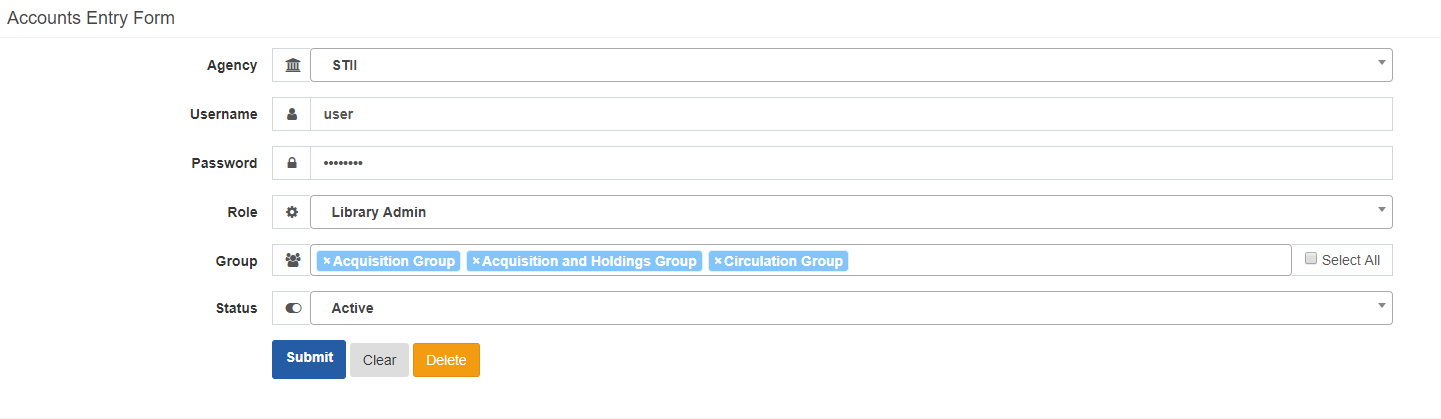 Accounts Entry Form
Agency STII
Username user
Password ••••••••
Role Library Admin
Group ×Acquisition Group ×Acquisition and Holdings Group ×Circulation Group Select All
Status Active
Submit Clear Delete